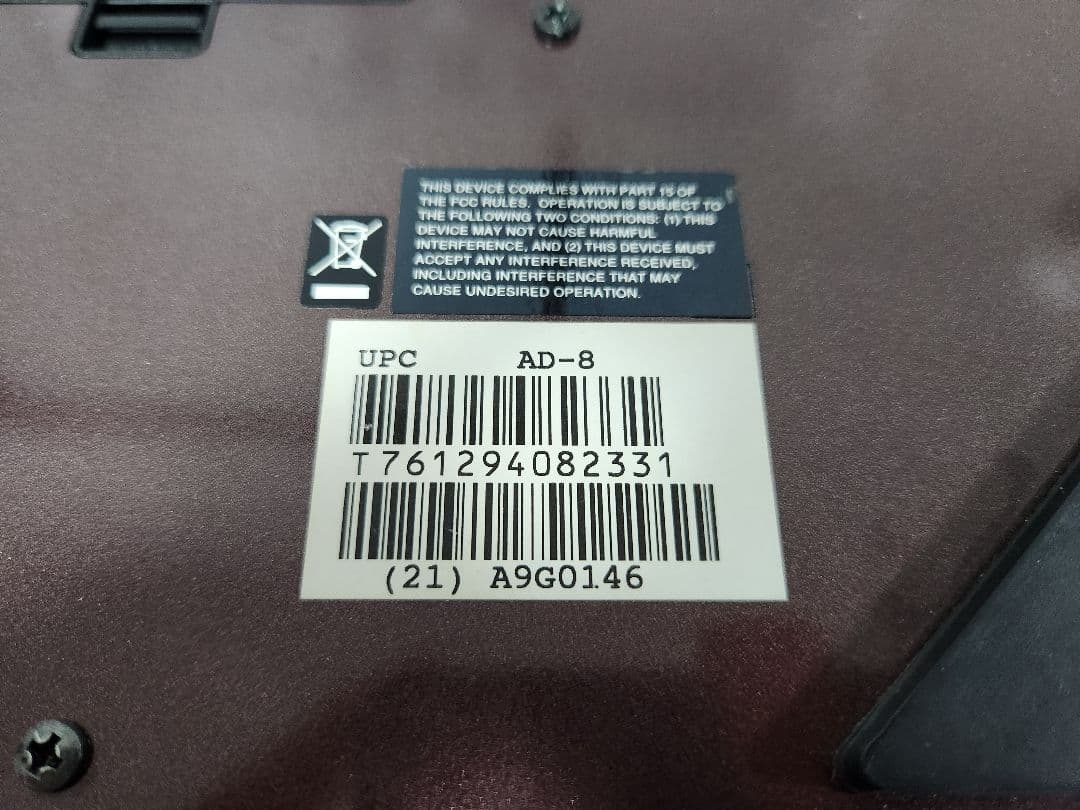 THIS DEVICE COMPLIES WITH PART 15 OF
THE FCC RULES. OPERATION IS SUBJECT TO
THE FOLLOWING TWO CONDITIONS: (1) THIS
DEVICE MAY NOT CAUSE HARMFUL
INTERFERENCE, AND (2) THIS DEVICE MUST
ACCEPT ANY INTERFERENCE RECEIVED,
INCLUDING INTERFERENCE THAT MAY
CAUSE UNDESIRED OPERATION.
UPC AD-8
T761294082331
(21) A9G0146